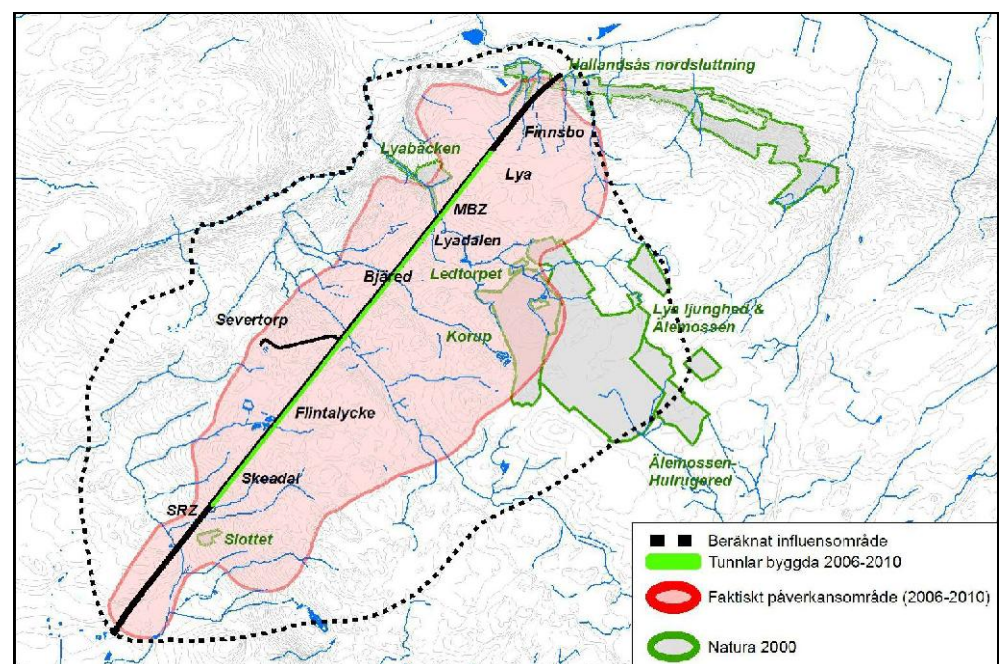 Hallandsås nordsluttning
Finnsbo
Lyabäcken
Lya
MBZ
Lyadalen
Ledtorpet
Bjäred
Lya ljunghed &
Älemossen
Severtorp
Korup
Flintalycke
Älemossen-
Hulrugered
Skeadal
SRZ
Slottet
Beräknat influensområde
Tunnlar byggda 2006-2010
Faktiskt påverkansområde (2006-2010)
Natura 2000